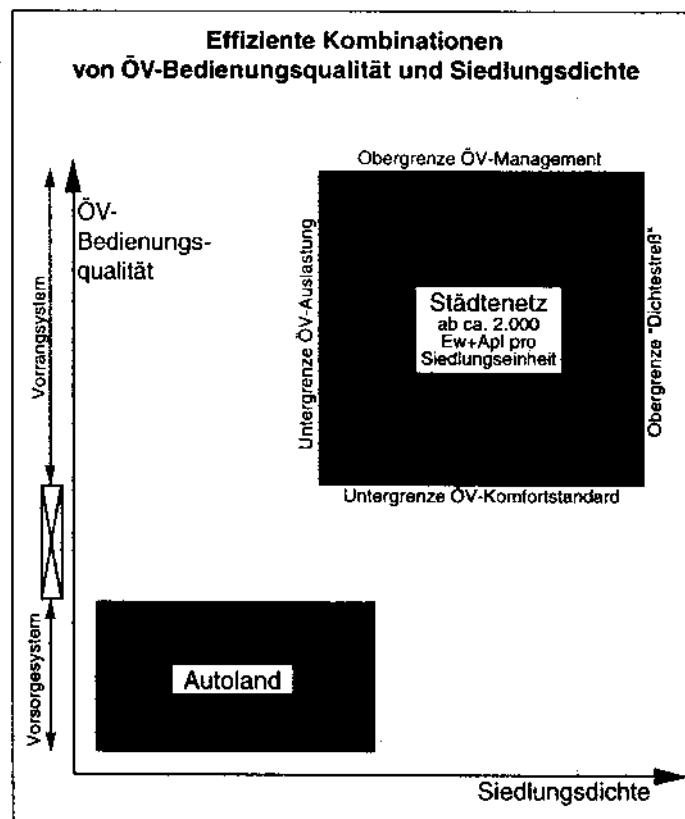 Effiziente Kombinationen
von ÖV-Bedienungsqualität und Siedlungsdichte
Obergrenze ÖV-Management
ÖV-
Bedienungs-
qualität
Vorrangsystem
Untergrenze ÖV-Auslastung
Städtenetz
ab ca. 2.000
Ew+Apl pro
Siedlungseinheit
Obergrenze "Dichtestreß"
Untergrenze ÖV-Komfortstandard
Vorsorgesystem
Autoland
Siedlungsdichte